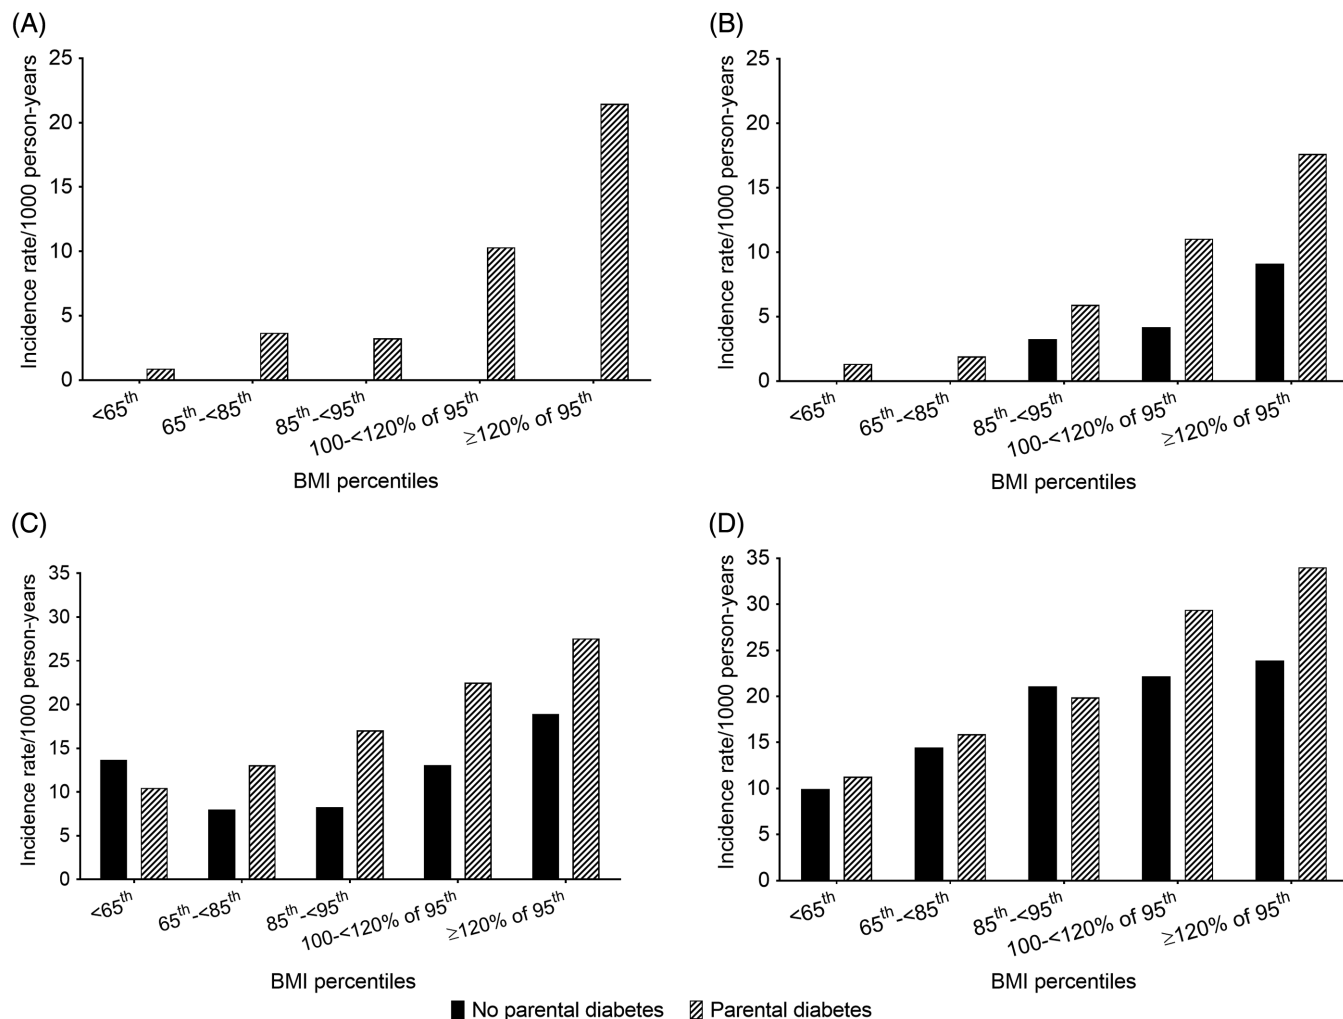 (A)
Incidence rate/1000 person-years
25
20
15
10
5
0
<65th
65th-<85th
85th-<95th
100-<120% of 95th
≥120% of 95th
BMI percentiles
(B)
Incidence rate/1000 person-years
25
20
15
10
5
0
<65th
65th-<85th
85th-<95th
100-<120% of 95th
≥120% of 95th
BMI percentiles
(C)
Incidence rate/1000 person-years
35
30
25
20
15
10
5
0
<65th
65th-<85th
85th-<95th
100-<120% of 95th
≥120% of 95th
BMI percentiles
(D)
Incidence rate/1000 person-years
35
30
25
20
15
10
5
0
<65th
65th-<85th
85th-<95th
100-<120% of 95th
≥120% of 95th
BMI percentiles
No parental diabetes Parental diabetes